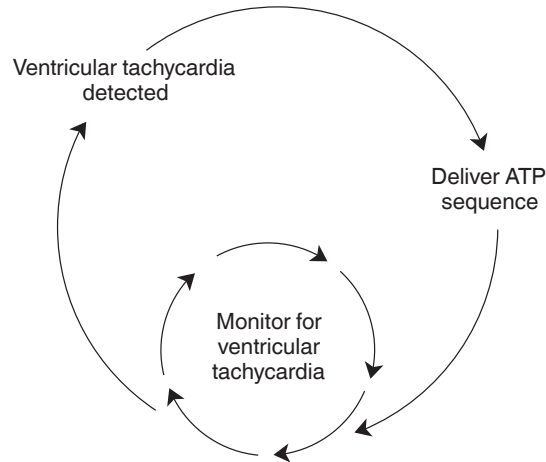 Ventricular tachycardia
detected
Deliver ATP
sequence
Monitor for
ventricular
tachycardia